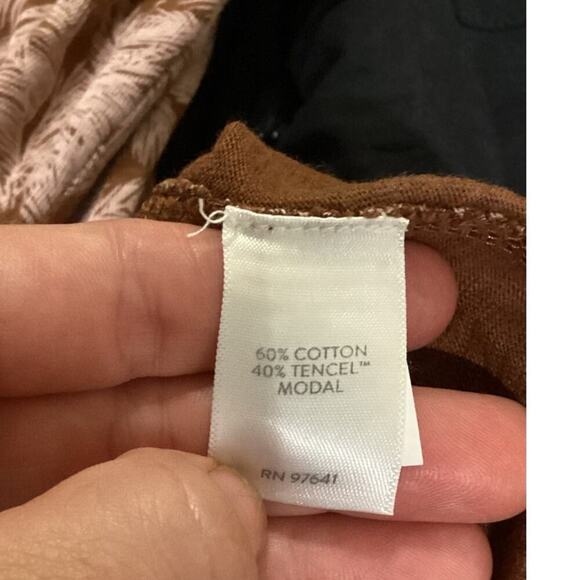 60% COTTON
40% TENCEL™
MODAL
RN 97641